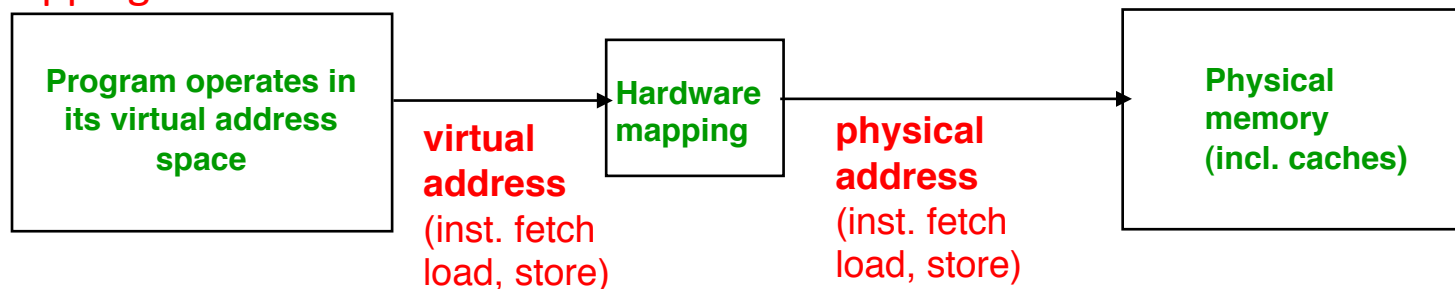 Program operates in
its virtual address
space
virtual
address
(inst. fetch
load, store)
Hardware
mapping
physical
address
(inst. fetch
load, store)
Physical
memory
(incl. caches)